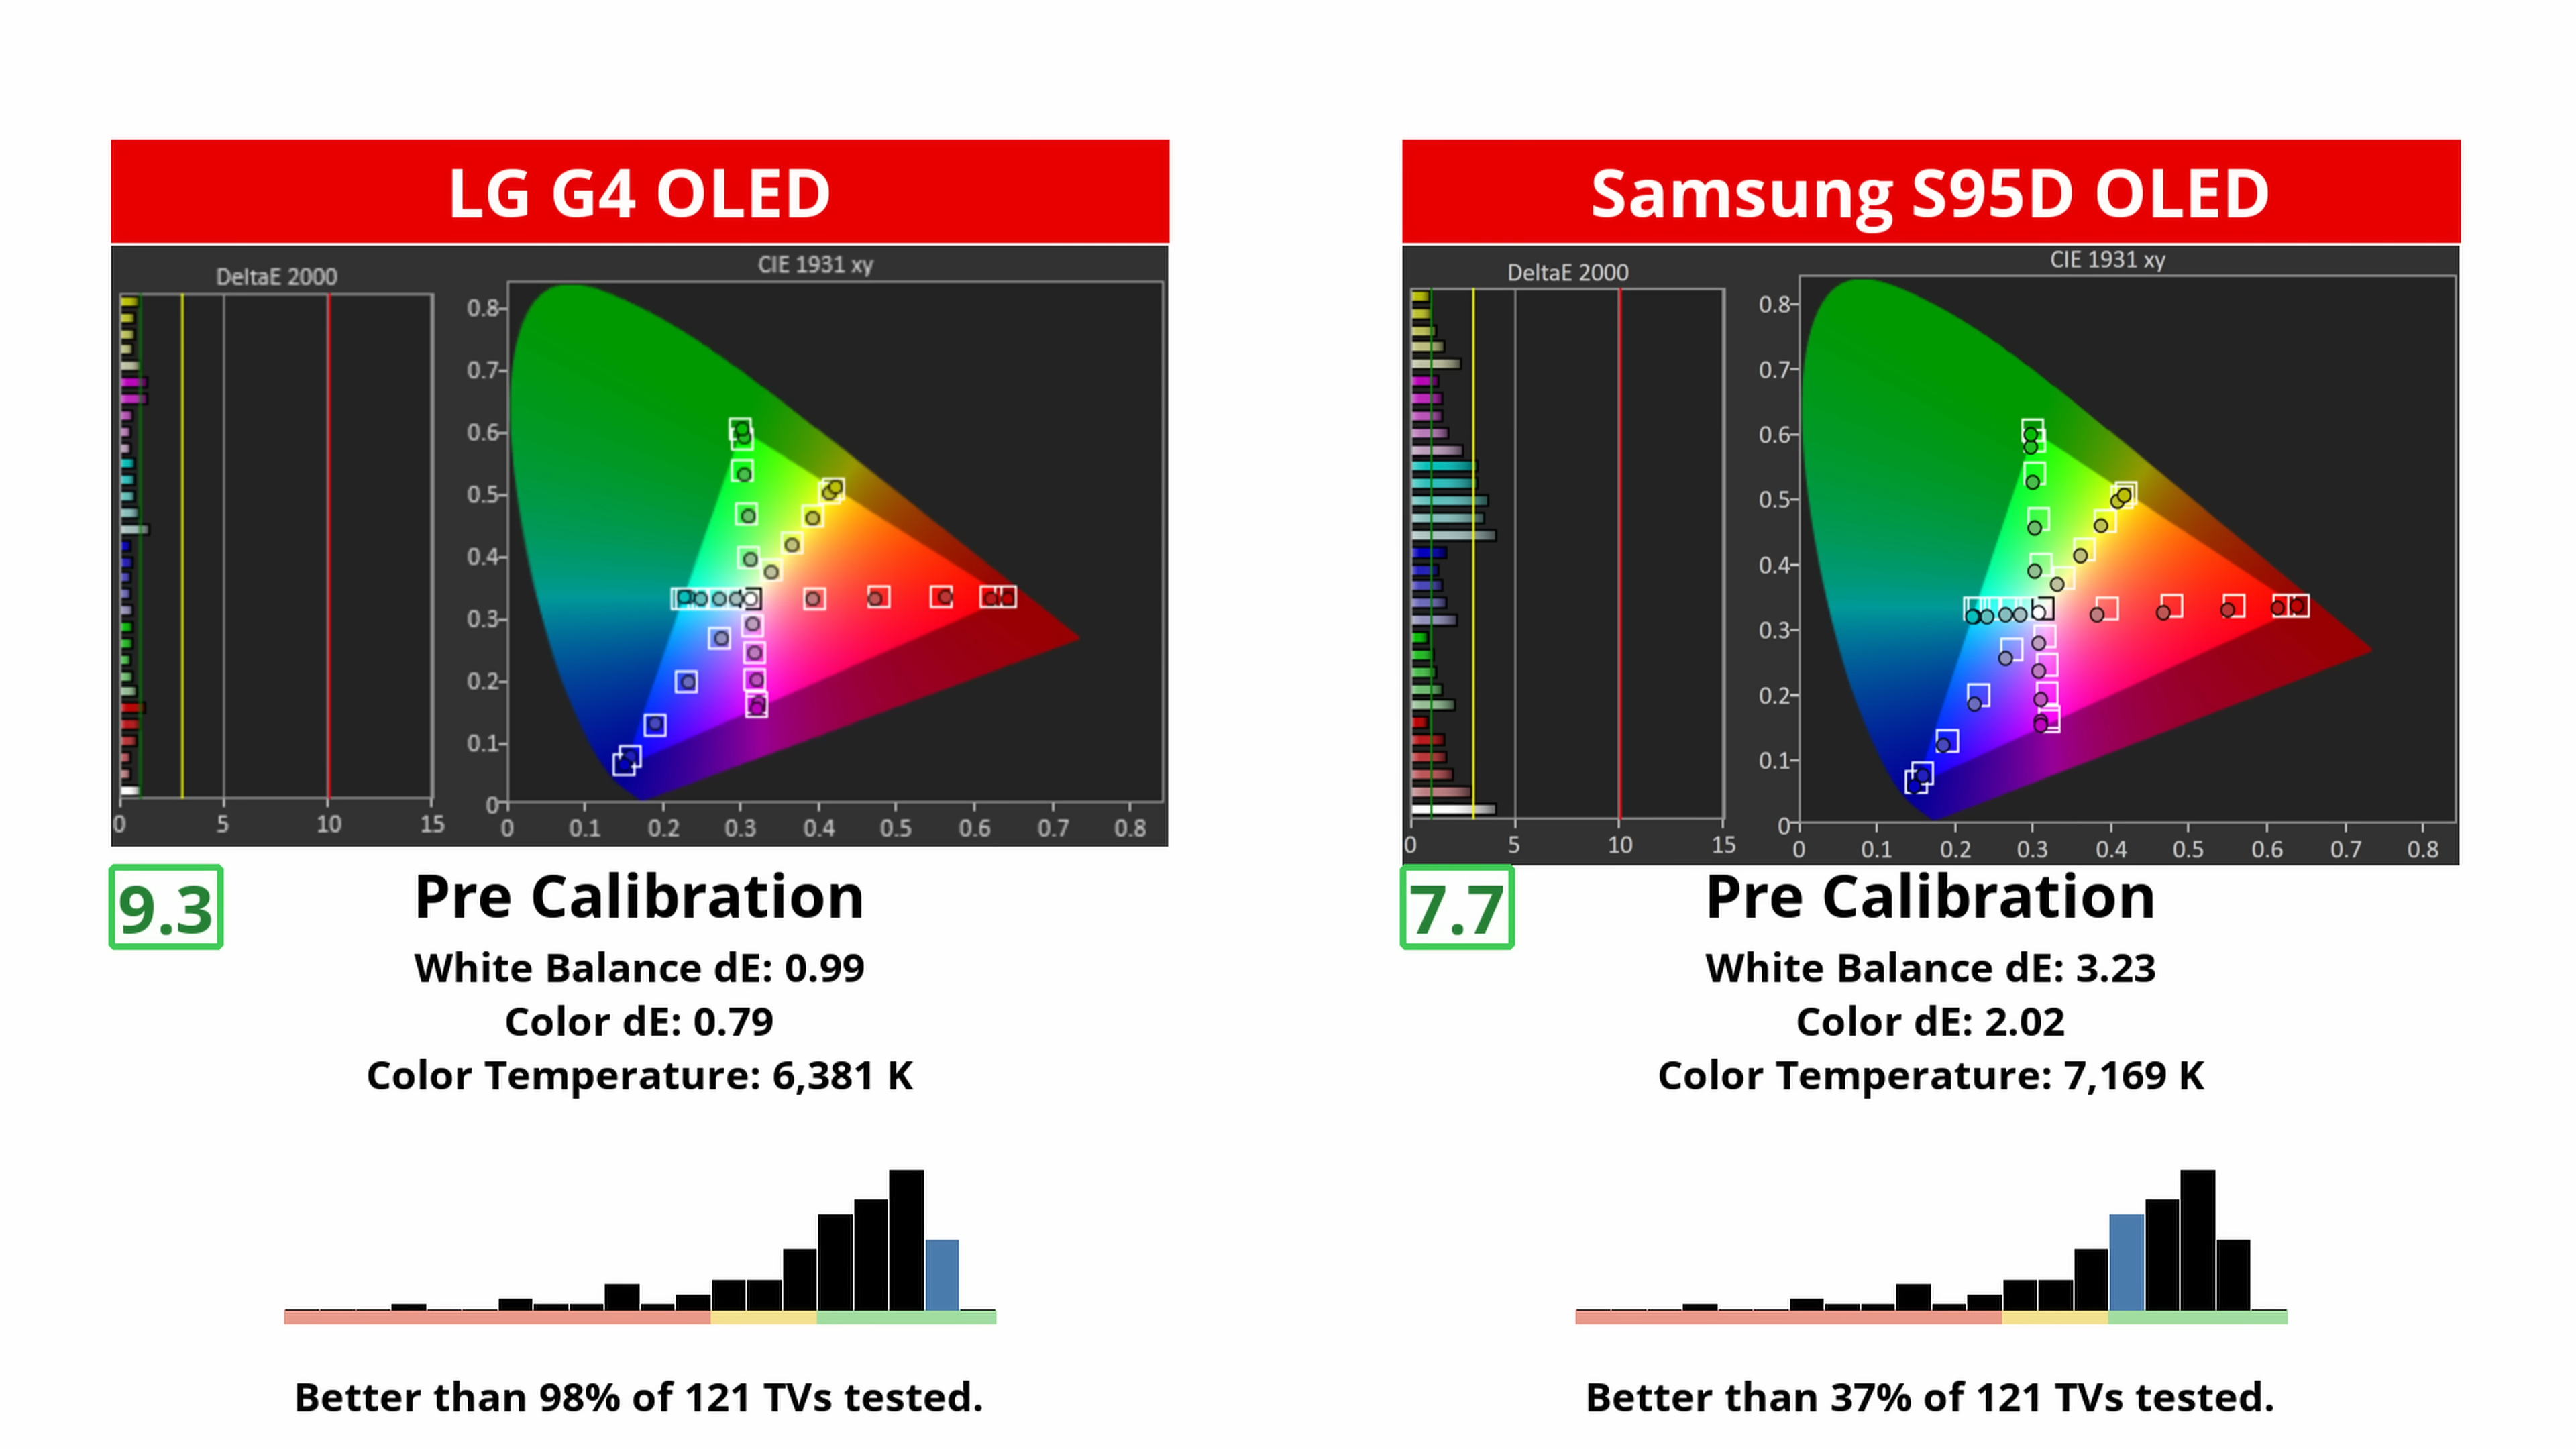 LG G4 OLED
DeltaE 2000
CIE 1931 xy
0.8
0.7
0.6
0.5
0.4
0.3
0.2
0.1
0
0 5 10 15
0 0.1 0.2 0.3 0.4 0.5 0.6 0.7 0.8
9.3
Pre Calibration
White Balance dE: 0.99
Color dE: 0.79
Color Temperature: 6,381 K
Better than 98% of 121 TVs tested.
Samsung S95D OLED
DeltaE 2000
CIE 1931 xy
0.8
0.7
0.6
0.5
0.4
0.3
0.2
0.1
0
0 5 10 15
0 0.1 0.2 0.3 0.4 0.5 0.6 0.7 0.8
7.7
Pre Calibration
White Balance dE: 3.23
Color dE: 2.02
Color Temperature: 7,169 K
Better than 37% of 121 TVs tested.